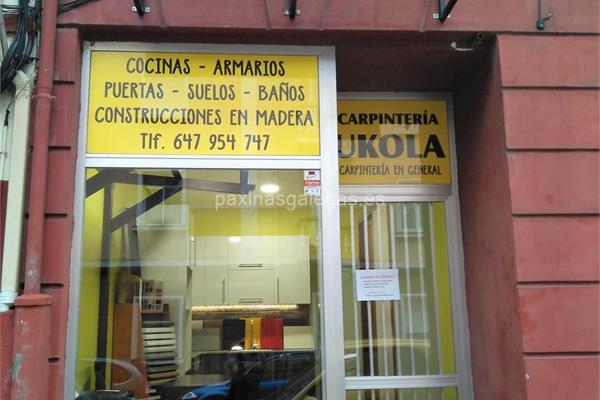 COCINAS - ARMARIOS
PUERTAS - SUELOS - BAÑOS
CONSTRUCCIONES EN MADERA
Tlf. 647 954 747
CARPINTERÍA
UKOLA
CARPINTERÍA EN GENERAL
paxinasgalegas.es